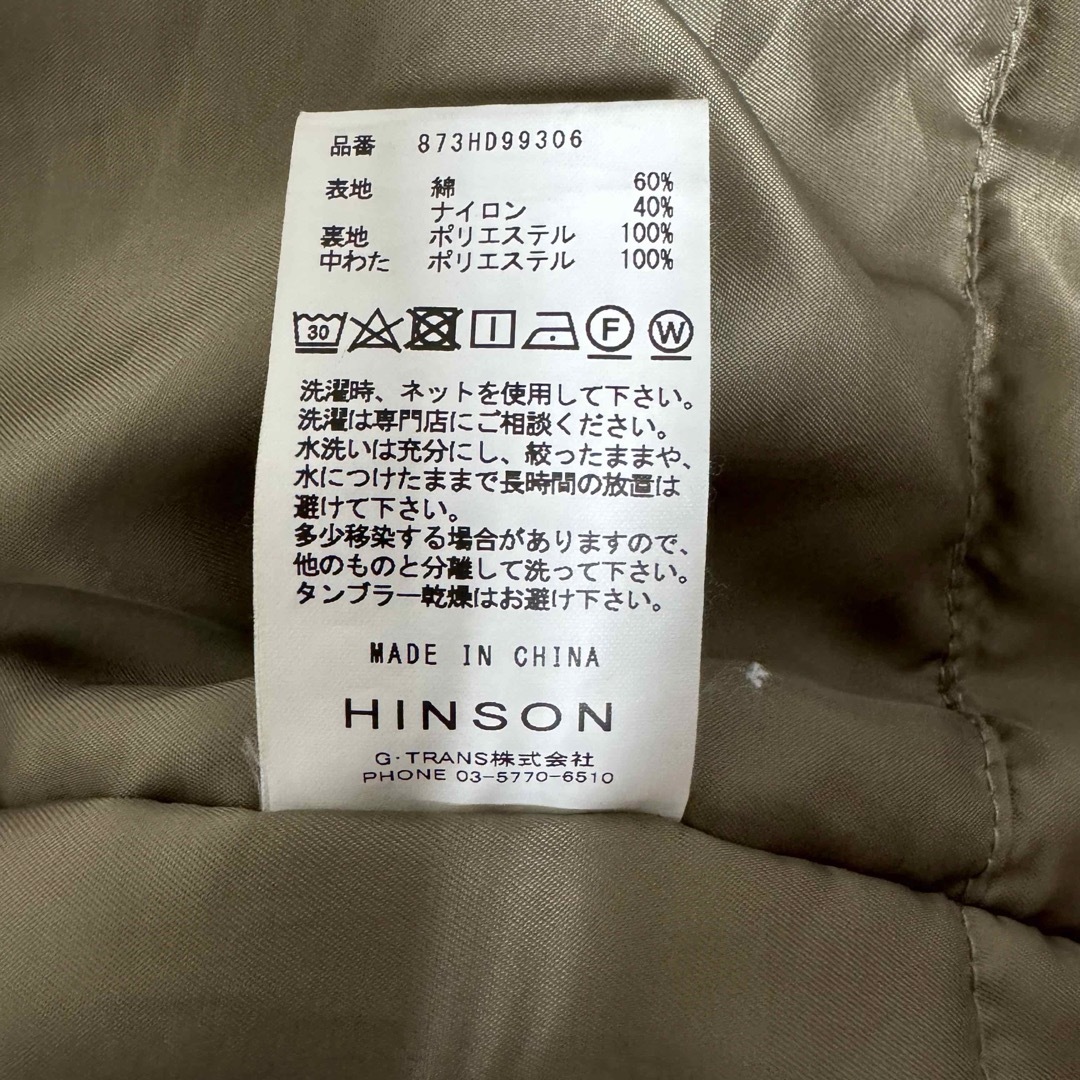 品番 873HD99306
表地 綿 60%
ナイロン 40%
裏地 ポリエステル 100%
中わた ポリエステル 100%
30 F W
洗濯時、ネットを使用して下さい。
洗濯は専門店にご相談ください。
水洗いは充分にし、絞ったままや、
水につけたままで長時間の放置は
避けて下さい。
多少移染する場合がありますので、
他のものと分離して洗って下さい。
タンブラー乾燥はお避け下さい。
MADE IN CHINA
HINSON
G·TRANS株式会社
PHONE 03-5770-6510